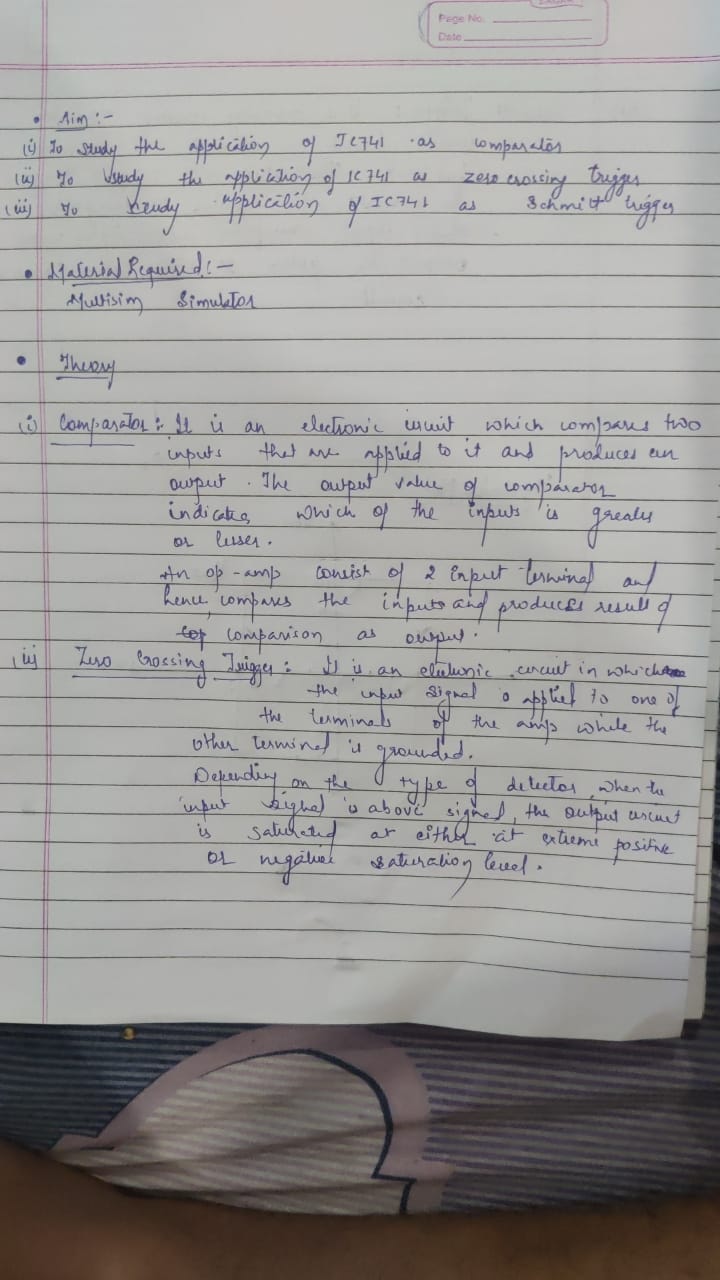 Page No.
Date
• Aim :-
(i) To study the application of IC741 as comparator
(ii) To study the application of IC 741 as zero crossing trigger
(iii) To study application of IC741 as Schmitt trigger
• Material Required :-
Multisim Simulator
• Theory
(i) Comparator : It is an electronic circuit which compares two
inputs that are applied to it and produces an
output. The output value of comparator
indicates which of the inputs is greater
or lesser.
An op-amp consist of 2 input terminal and
hence, compares the inputs and produces result of
comparison as output.
(ii) Zero Crossing Trigger : It is an electronic circuit in which
the input signal is applied to one of
the terminals of the amp while the
other terminal is grounded.
Depending on the type of detector, when the
input signal is above signal, the output circuit
is saturated at either at extreme positive
or negative saturation level.